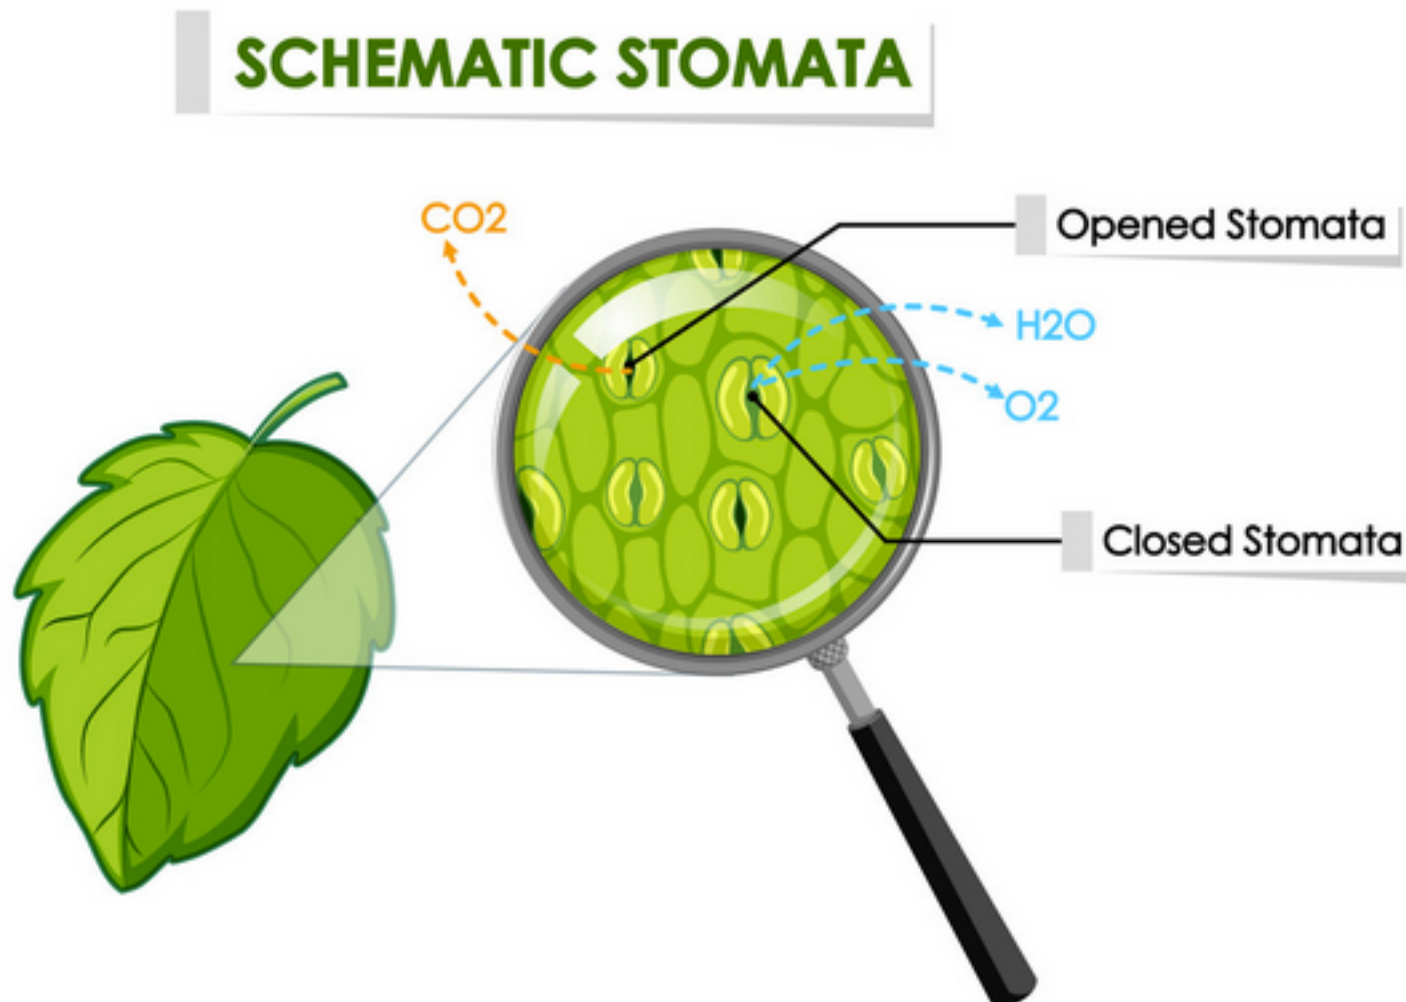 SCHEMATIC STOMATA
CO2
Opened Stomata
H2O
O2
Closed Stomata